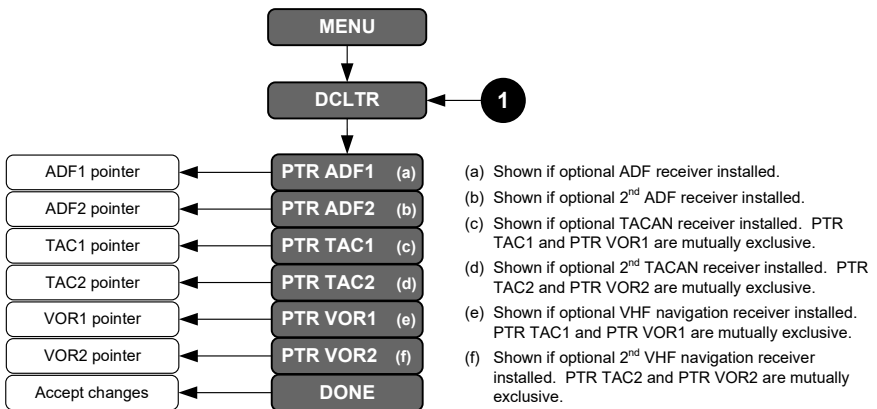 MENU
DCLTR
1
ADF1 pointer
PTR ADF1 (a)
ADF2 pointer
PTR ADF2 (b)
TAC1 pointer
PTR TAC1 (c)
TAC2 pointer
PTR TAC2 (d)
VOR1 pointer
PTR VOR1 (e)
VOR2 pointer
PTR VOR2 (f)
Accept changes
DONE
(a) Shown if optional ADF receiver installed.
(b) Shown if optional 2nd ADF receiver installed.
(c) Shown if optional TACAN receiver installed. PTR
TAC1 and PTR VOR1 are mutually exclusive.
(d) Shown if optional 2nd TACAN receiver installed. PTR
TAC2 and PTR VOR2 are mutually exclusive.
(e) Shown if optional VHF navigation receiver installed.
PTR TAC1 and PTR VOR1 are mutually exclusive.
(f) Shown if optional 2nd VHF navigation receiver
installed. PTR TAC2 and PTR VOR2 are mutually
exclusive.